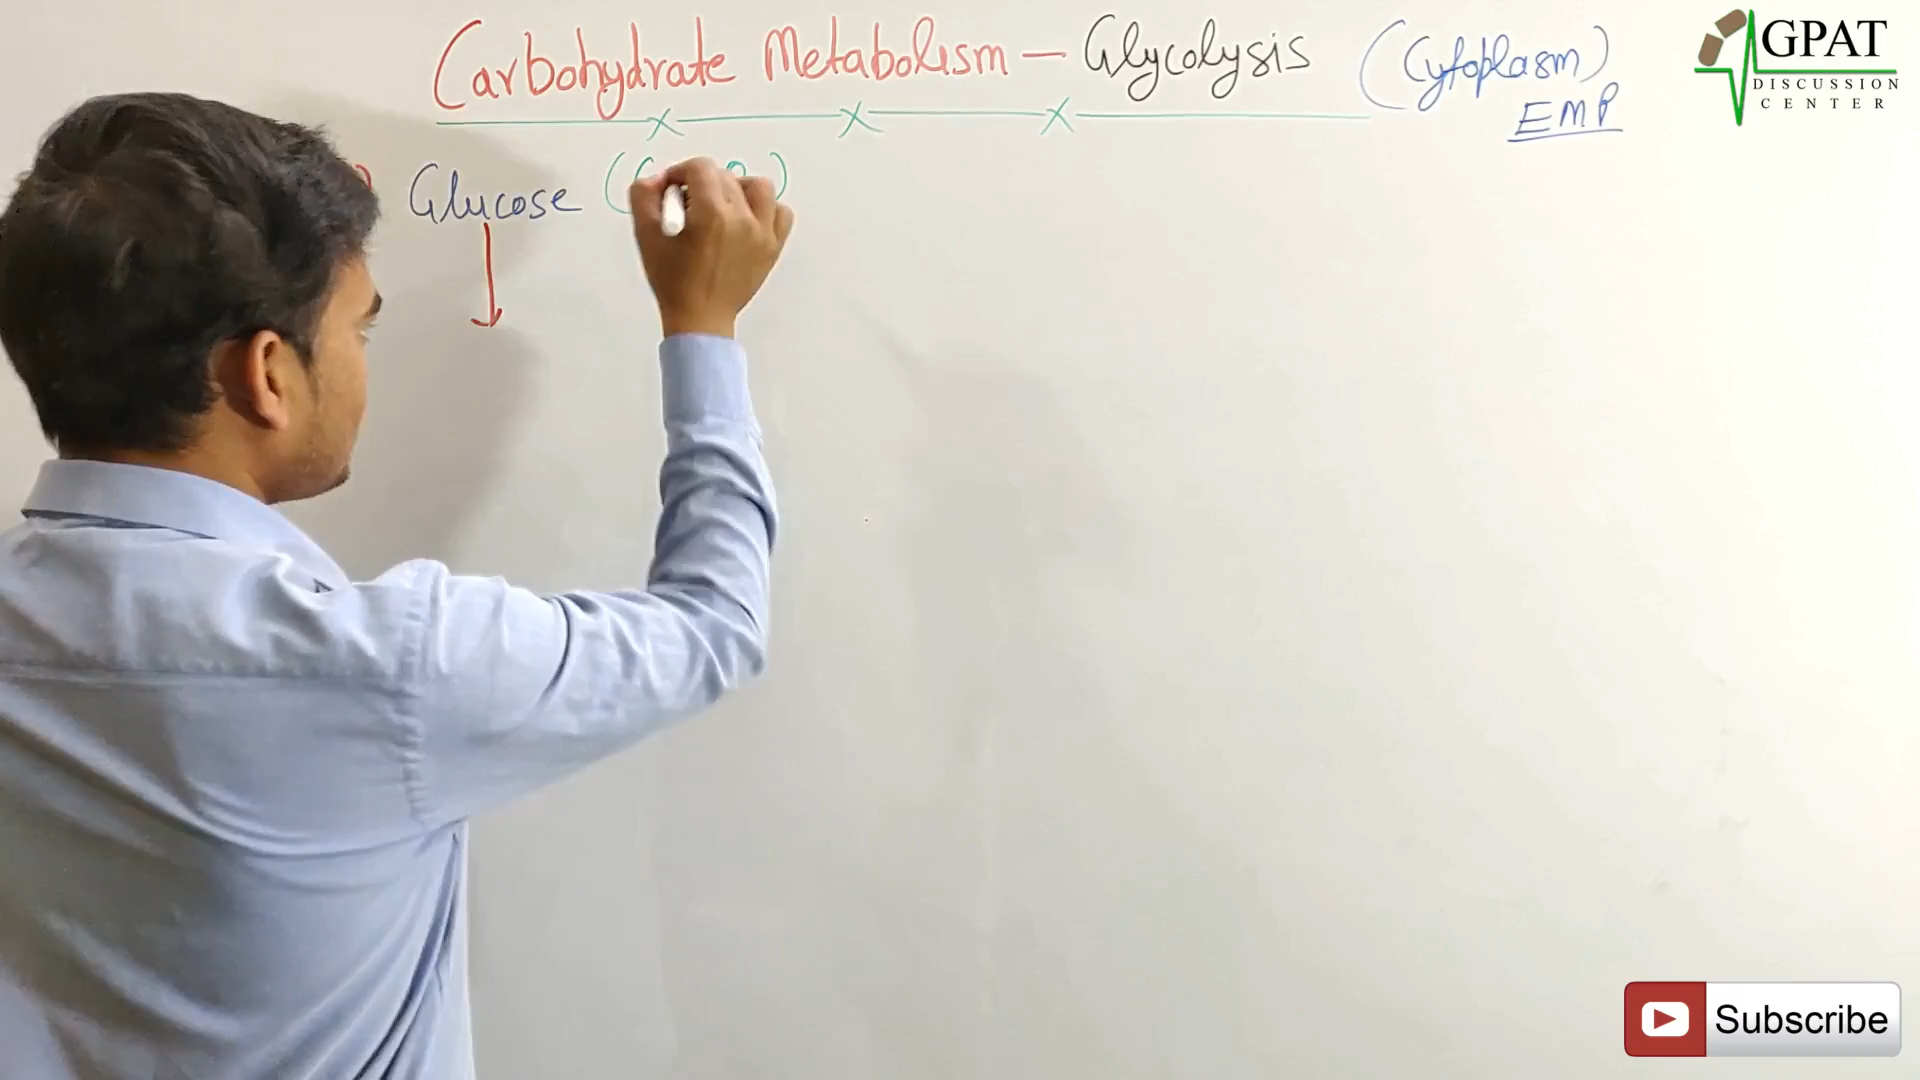 Carbohydrate Metabolism - Glycolysis (Cytoplasm)
EMP
Glucose
GPAT
DISCUSSION
CENTER
Subscribe